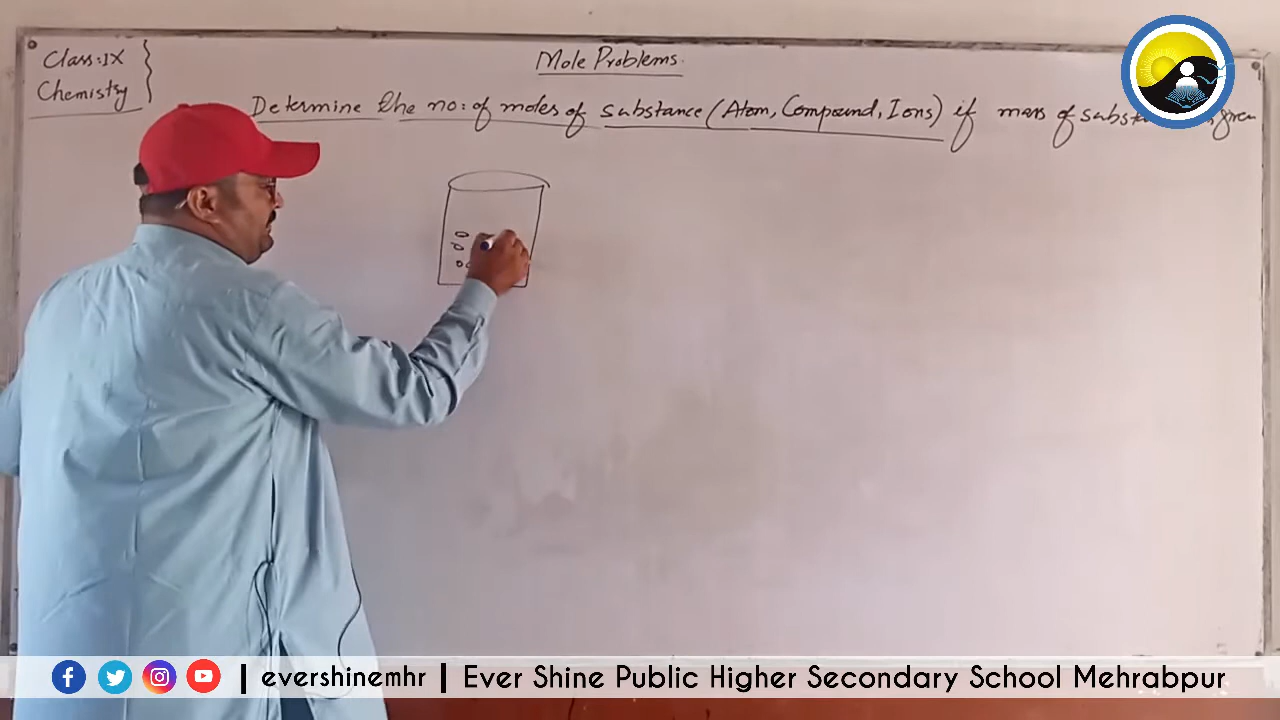 Class:IX
Chemistry
Mole Problems.
Determine the no: of moles of substance (Atom, Compound, Ions) if mass of given
| evershinemhr | Ever Shine Public Higher Secondary School Mehrabpur